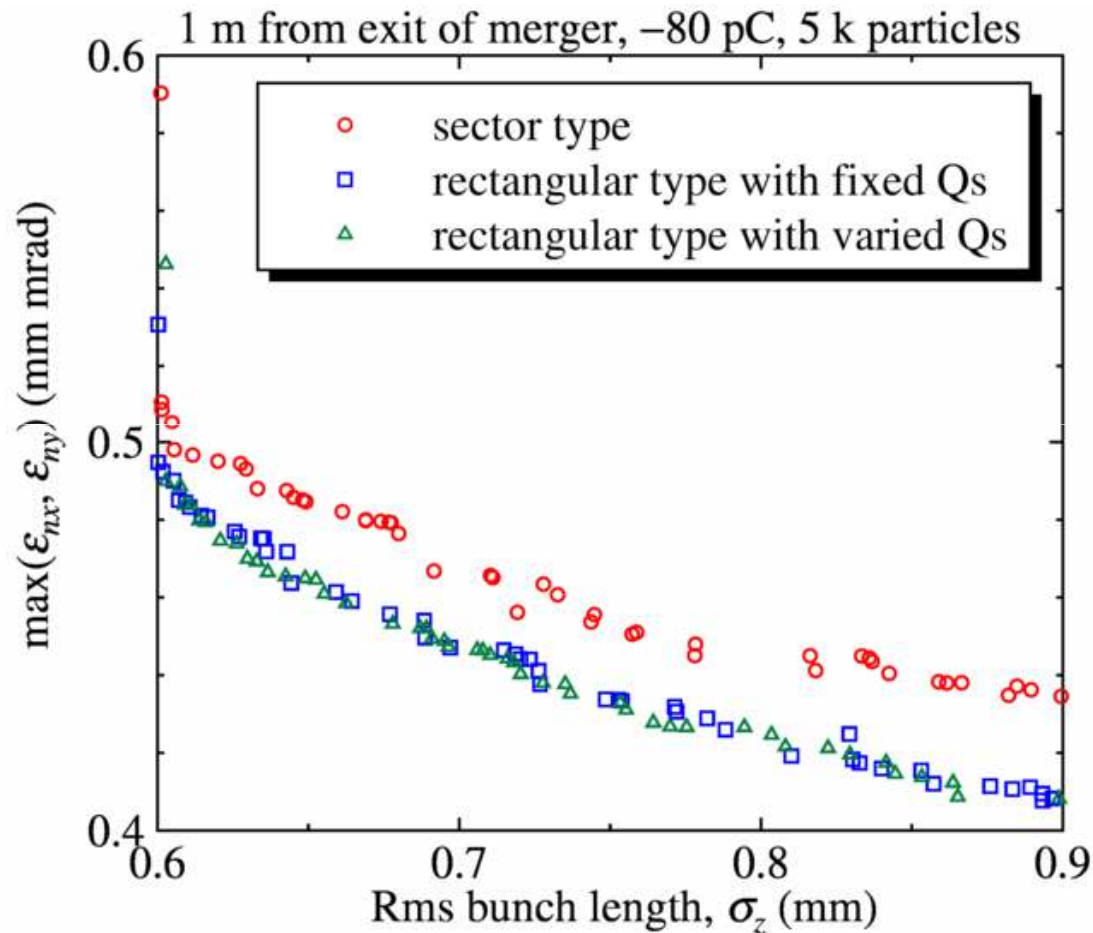 1 m from exit of merger, −80 pC, 5 k particles
0.6
sector type
rectangular type with fixed Qs
rectangular type with varied Qs
max(εnx, εny) (mm mrad)
0.5
0.4
0.6 0.7 0.8 0.9
Rms bunch length, σz (mm)